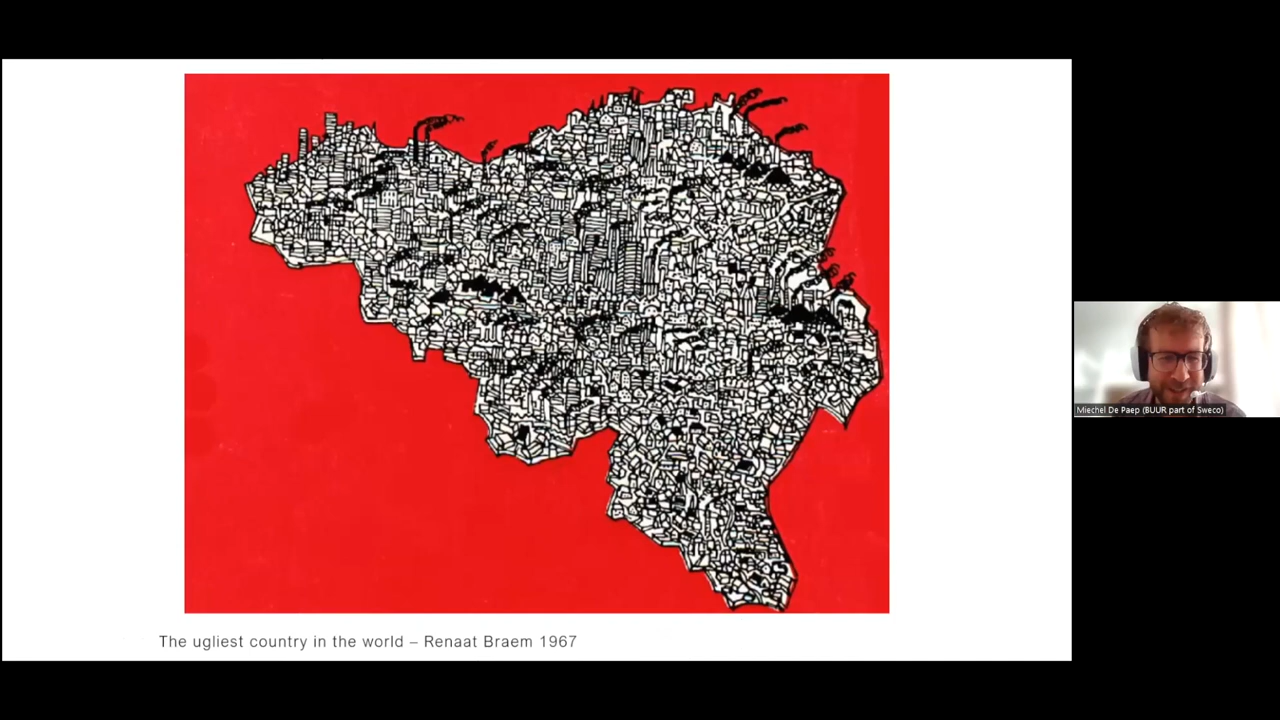 The ugliest country in the world – Renaat Braem 1967
Miechel De Paep (BUUR part of Sweco)